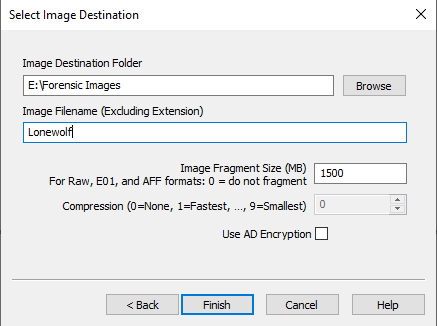 Select Image Destination
Image Destination Folder
E:\Forensic Images
Browse
Image Filename (Excluding Extension)
Lonewolf
Image Fragment Size (MB)
For Raw, E01, and AFF formats: 0 = do not fragment
1500
Compression (0=None, 1=Fastest, ..., 9=Smallest)
0
Use AD Encryption
< Back
Finish
Cancel
Help